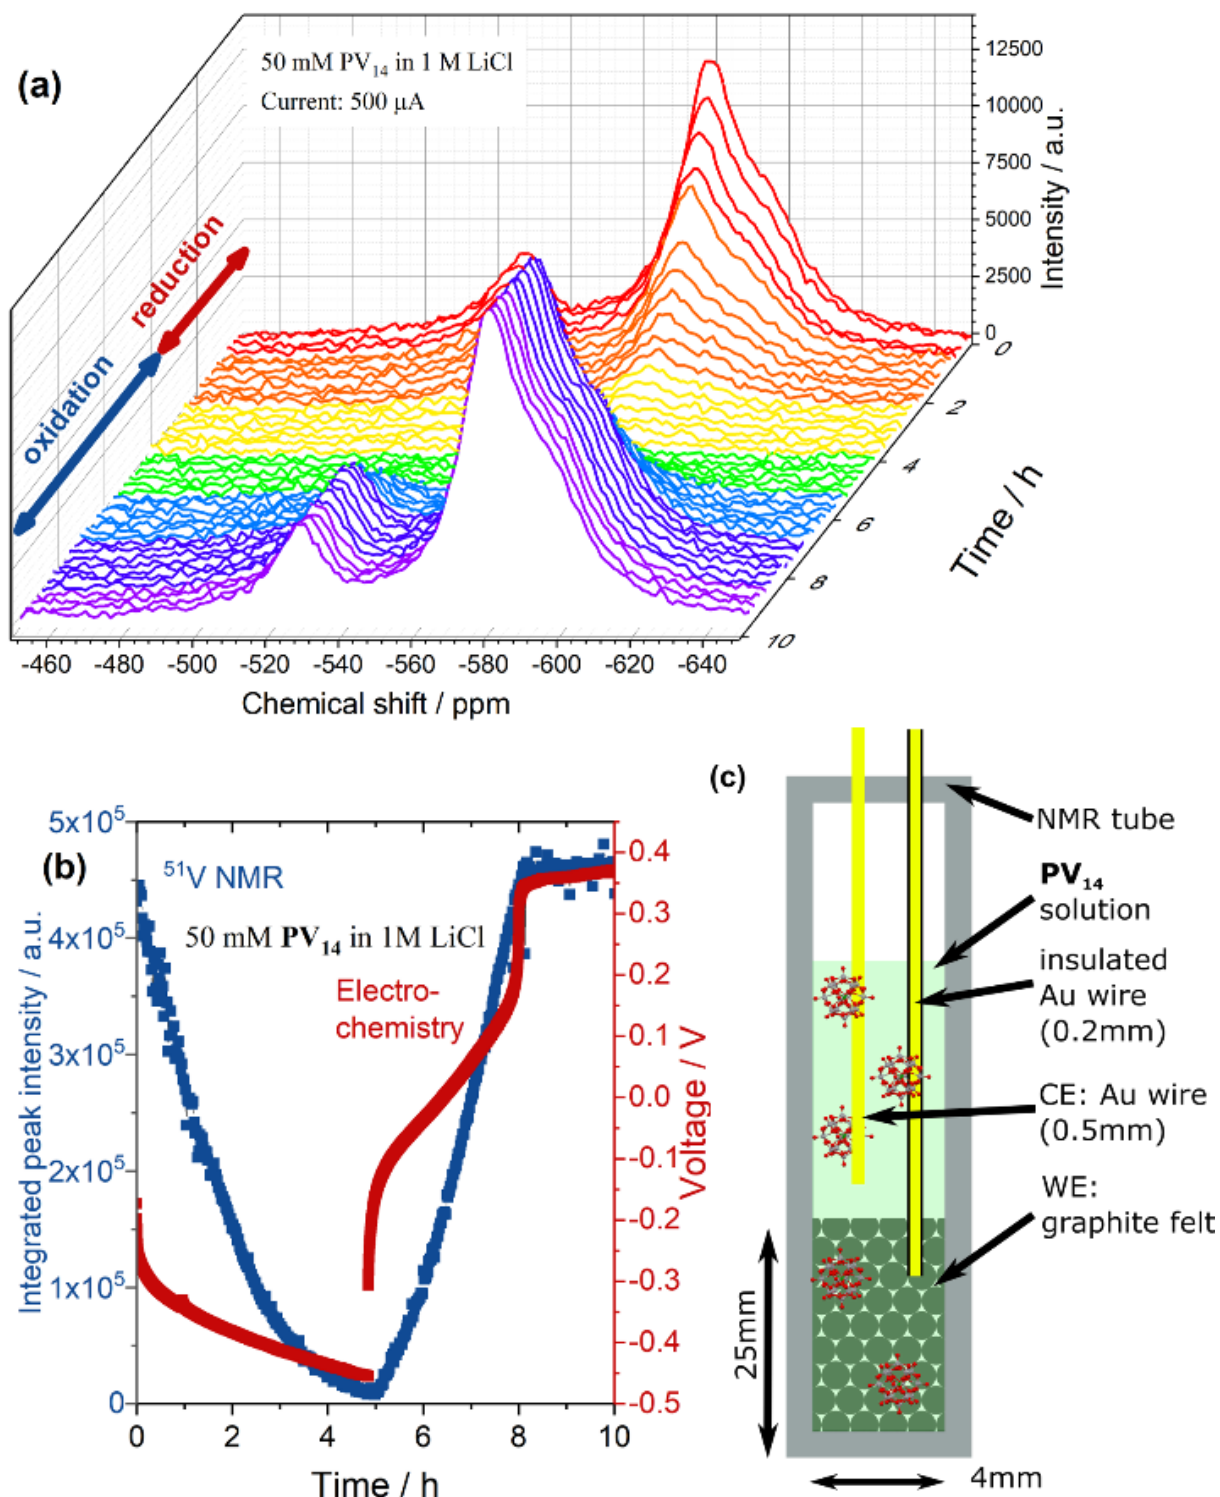 (a)
50 mM PV14 in 1 M LiCl
Current: 500 µA
12500
10000
7500
5000
2500
0
Intensity / a.u.
reduction
oxidation
0
2
4
6
8
10
Time / h
-460
-480
-500
-520
-540
-560
-580
-600
-620
-640
Chemical shift / ppm
(b)
5x10^5
4x10^5
3x10^5
2x10^5
1x10^5
0
Integrated peak intensity / a.u.
51V NMR
50 mM PV14 in 1M LiCl
Electro-
chemistry
0.4
0.3
0.2
0.1
0.0
-0.1
-0.2
-0.3
-0.4
-0.5
Voltage / V
0
2
4
6
8
10
Time / h
(c)
NMR tube
PV14
solution
insulated
Au wire
(0.2mm)
CE: Au wire
(0.5mm)
WE:
graphite felt
25mm
4mm